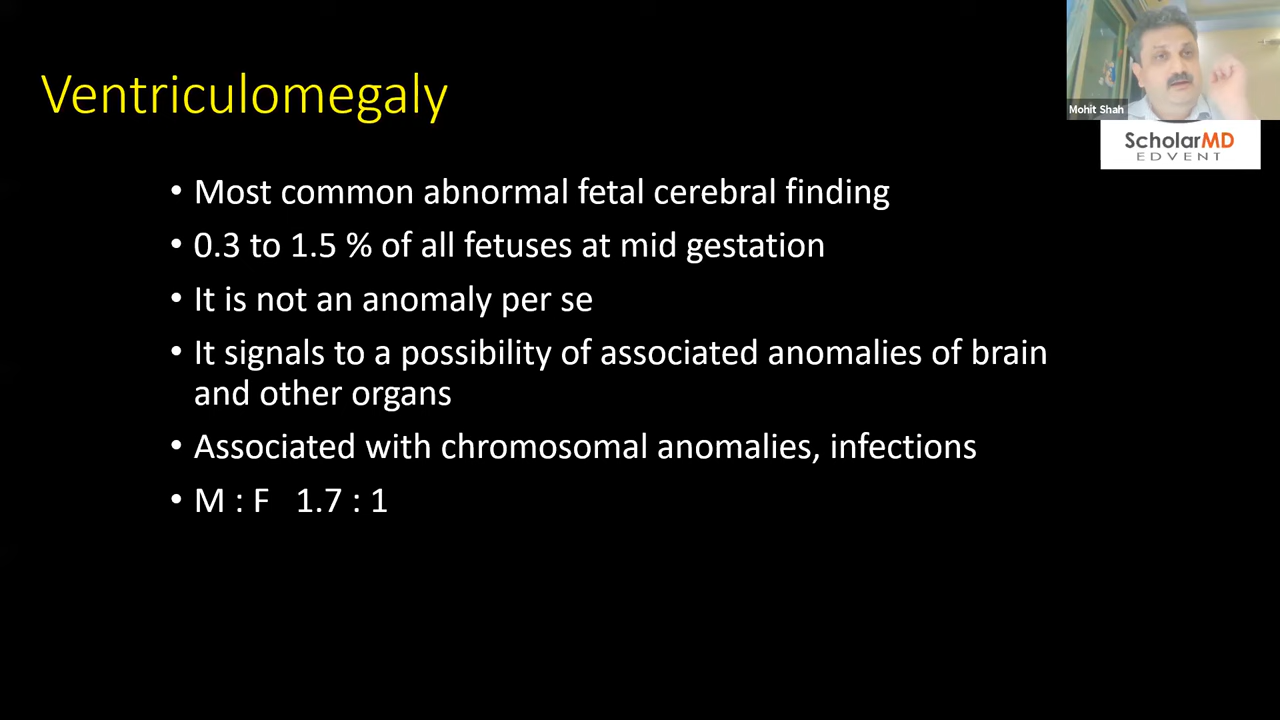 Ventriculomegaly
Mohit Shah
ScholarMD
EDVENT
• Most common abnormal fetal cerebral finding
• 0.3 to 1.5 % of all fetuses at mid gestation
• It is not an anomaly per se
• It signals to a possibility of associated anomalies of brain
and other organs
• Associated with chromosomal anomalies, infections
• M : F 1.7 : 1